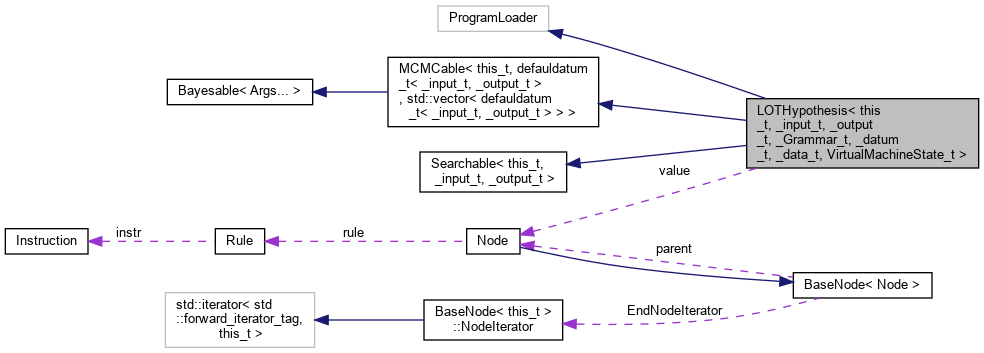 ProgramLoader
MCMCable< this_t, defauldatum
_t< _input_t, _output_t >
, std::vector< defauldatum
_t< _input_t, _output_t > > >
Bayesable< Args... >
LOTHypothesis< this
_t, _input_t, _output
_t, _Grammar_t, _datum
_t, _data_t, VirtualMachineState_t >
Searchable< this_t,
_input_t, _output_t >
value
Instruction
instr
Rule
rule
Node
parent
BaseNode< Node >
std::iterator< std
::forward_iterator_tag,
this_t >
BaseNode< this_t >
::NodeIterator
EndNodeIterator